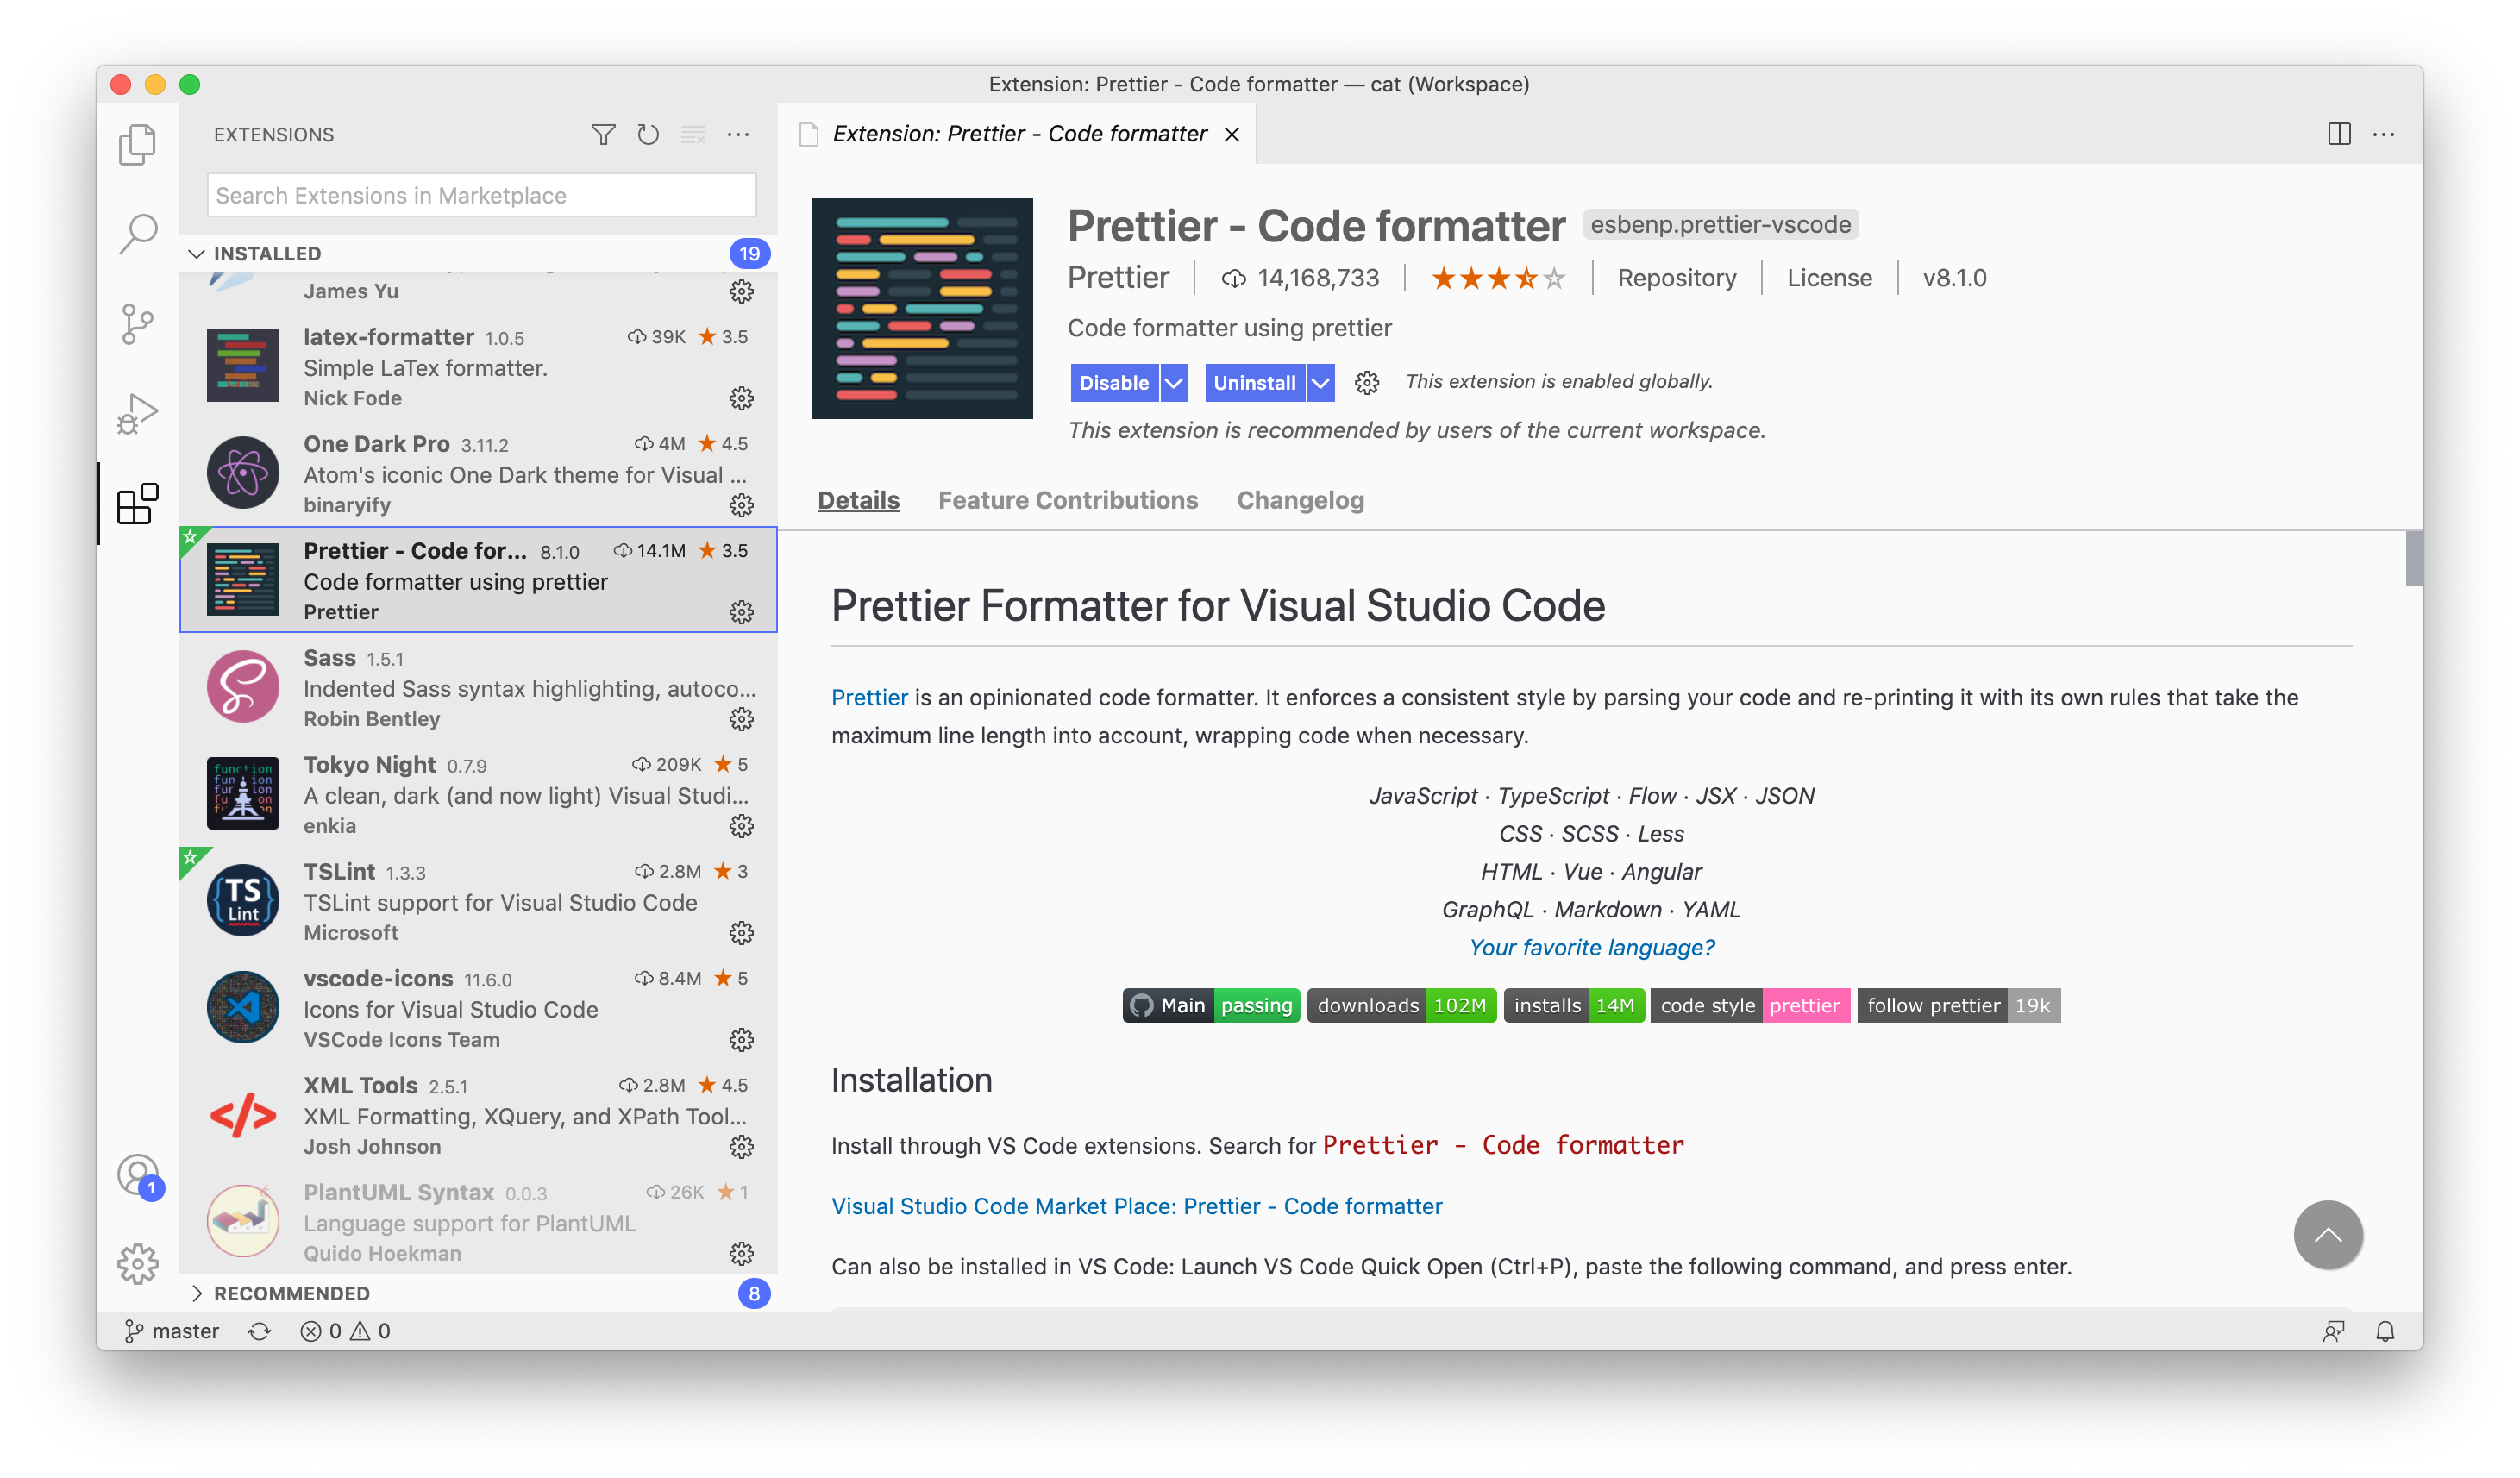 Extension: Prettier - Code formatter — cat (Workspace)
EXTENSIONS
Search Extensions in Marketplace
INSTALLED 19
James Yu
latex-formatter 1.0.5 39K ★ 3.5
Simple LaTex formatter.
Nick Fode
One Dark Pro 3.11.2 4M ★ 4.5
Atom's iconic One Dark theme for Visual ...
binaryify
Prettier - Code for... 8.1.0 14.1M ★ 3.5
Code formatter using prettier
Prettier
Sass 1.5.1
Indented Sass syntax highlighting, autoco...
Robin Bentley
Tokyo Night 0.7.9 209K ★ 5
A clean, dark (and now light) Visual Studi...
enkia
TS
Lint
TSLint 1.3.3 2.8M ★ 3
TSLint support for Visual Studio Code
Microsoft
vscode-icons 11.6.0 8.4M ★ 5
Icons for Visual Studio Code
VSCode Icons Team
XML Tools 2.5.1 2.8M ★ 4.5
XML Formatting, XQuery, and XPath Tool...
Josh Johnson
PlantUML Syntax 0.0.3 26K ★ 1
Language support for PlantUML
Quido Hoekman
RECOMMENDED 8
1
Extension: Prettier - Code formatter
Prettier - Code formatter esbenp.prettier-vscode
Prettier | 14,168,733 | Repository | License | v8.1.0
Code formatter using prettier
Disable Uninstall This extension is enabled globally.
This extension is recommended by users of the current workspace.
Details Feature Contributions Changelog
Prettier Formatter for Visual Studio Code
Prettier is an opinionated code formatter. It enforces a consistent style by parsing your code and re-printing it with its own rules that take the
maximum line length into account, wrapping code when necessary.
JavaScript · TypeScript · Flow · JSX · JSON
CSS · SCSS · Less
HTML · Vue · Angular
GraphQL · Markdown · YAML
Your favorite language?
Main passing downloads 102M installs 14M code style prettier follow prettier 19k
Installation
Install through VS Code extensions. Search for Prettier - Code formatter
Visual Studio Code Market Place: Prettier - Code formatter
Can also be installed in VS Code: Launch VS Code Quick Open (Ctrl+P), paste the following command, and press enter.
master 0 0